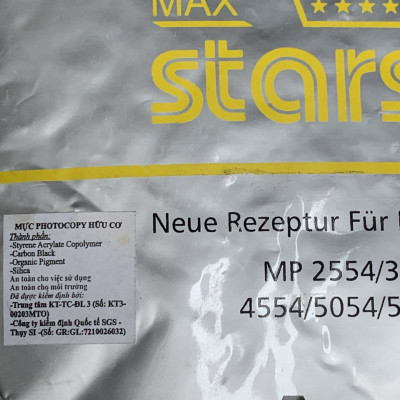 MAX
stars
Neue Rezeptur Für
MP 2554/3
4554/5054/5
MỰC PHOTOCOPY HỮU CƠ
Thành phần:
-Styrene Acrylate Copolymer
-Carbon Black
-Organic Pigment
-Silica
An toàn cho việc sử dụng
An toàn cho môi trường
Đã được kiểm định bởi:
-Trung tâm KT-TC-ĐL 3 (Số: KT3-
00203MTO)
-Công ty kiểm định Quốc tế SGS -
Thụy Sĩ -(Số: GR:GL:7210026032)